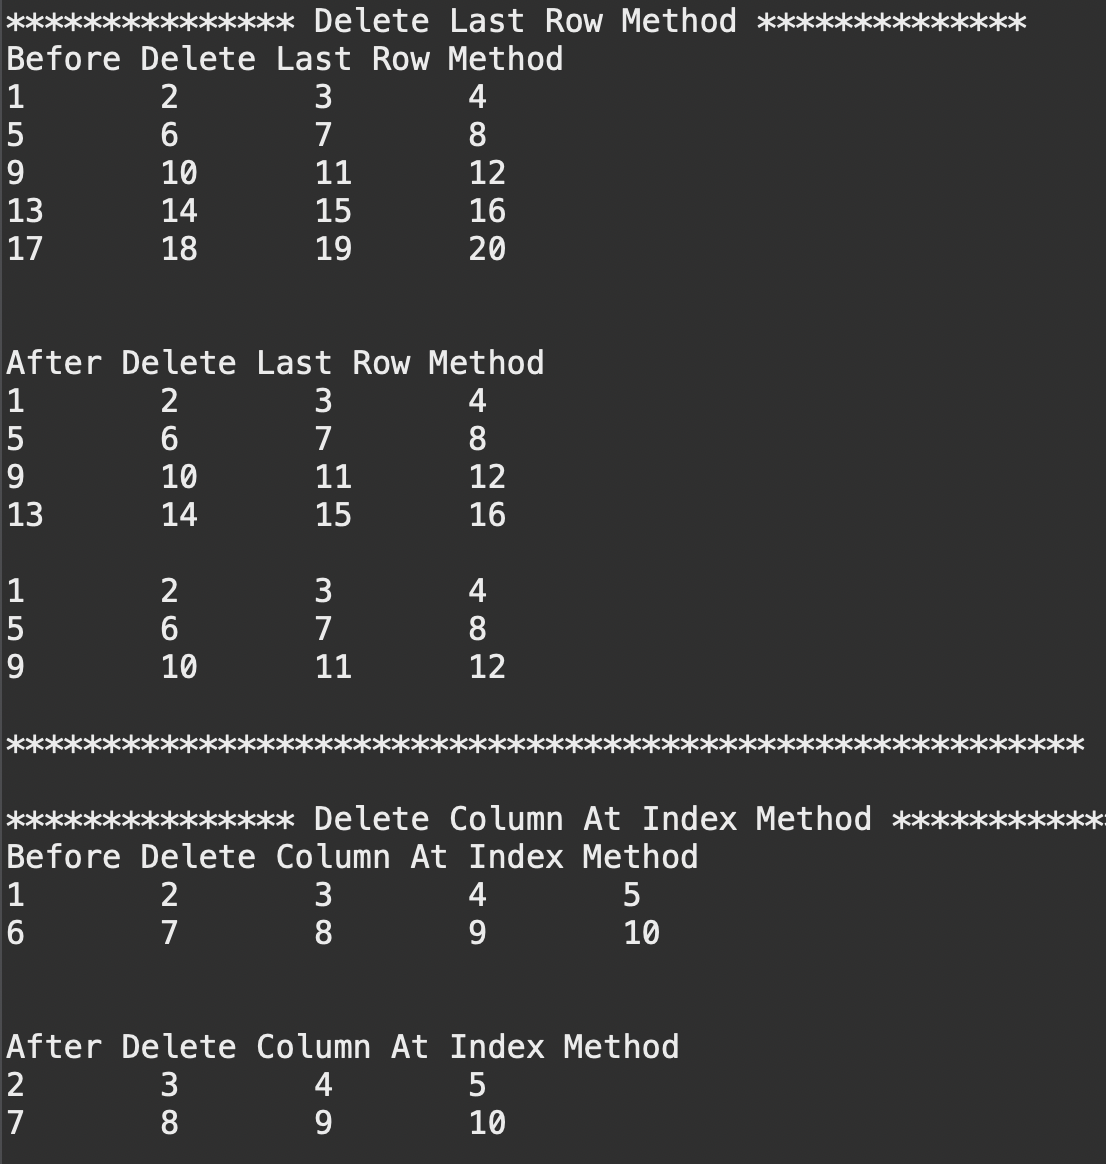 *************** Delete Last Row Method **************
Before Delete Last Row Method
1 2 3 4
5 6 7 8
9 10 11 12
13 14 15 16
17 18 19 20
After Delete Last Row Method
1 2 3 4
5 6 7 8
9 10 11 12
13 14 15 16
1 2 3 4
5 6 7 8
9 10 11 12
********************************************************
*************** Delete Column At Index Method ************
Before Delete Column At Index Method
1 2 3 4 5
6 7 8 9 10
After Delete Column At Index Method
2 3 4 5
7 8 9 10